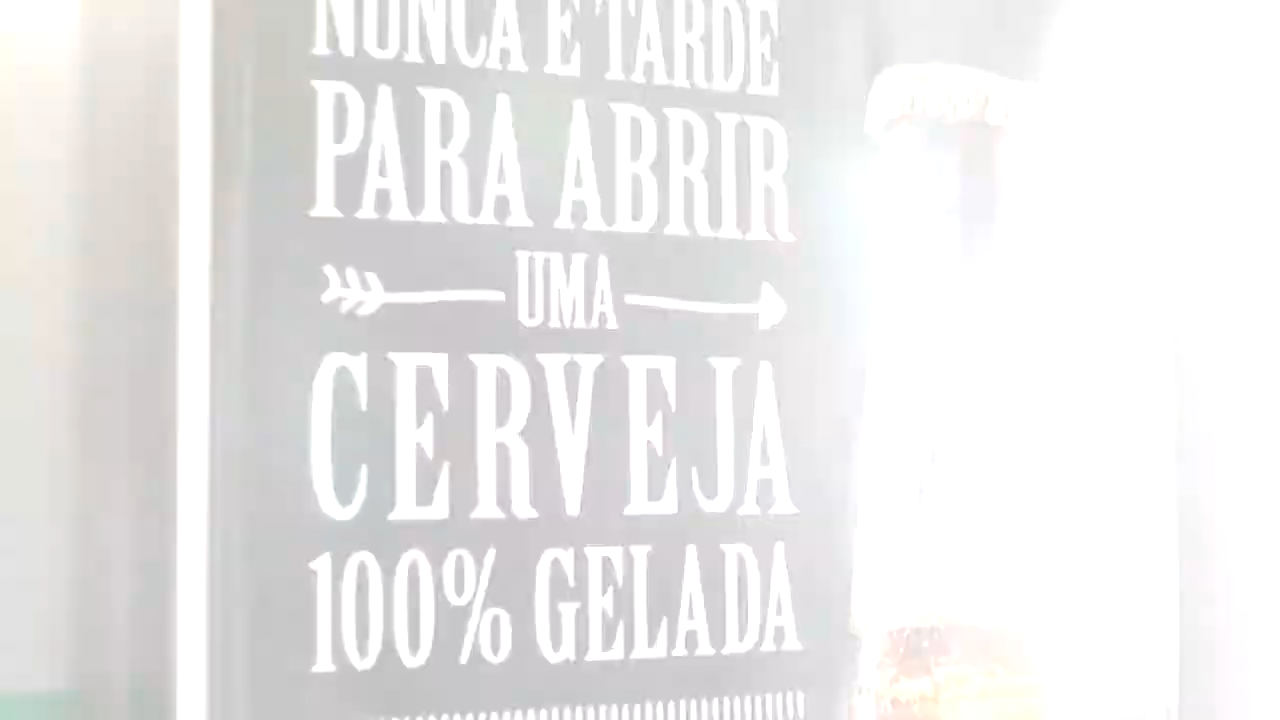 NUNCA É TARDE
PARA ABRIR
UMA
CERVEJA
100% GELADA